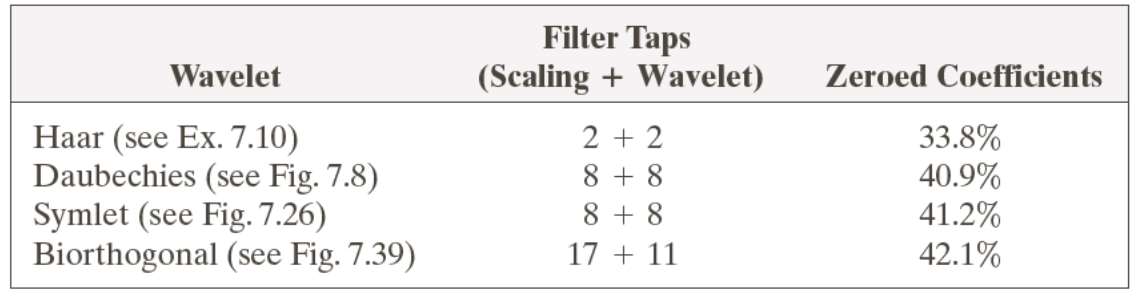 Wavelet Filter Taps (Scaling + Wavelet) Zeroed Coefficients
Haar (see Ex. 7.10) 2 + 2 33.8%
Daubechies (see Fig. 7.8) 8 + 8 40.9%
Symlet (see Fig. 7.26) 8 + 8 41.2%
Biorthogonal (see Fig. 7.39) 17 + 11 42.1%